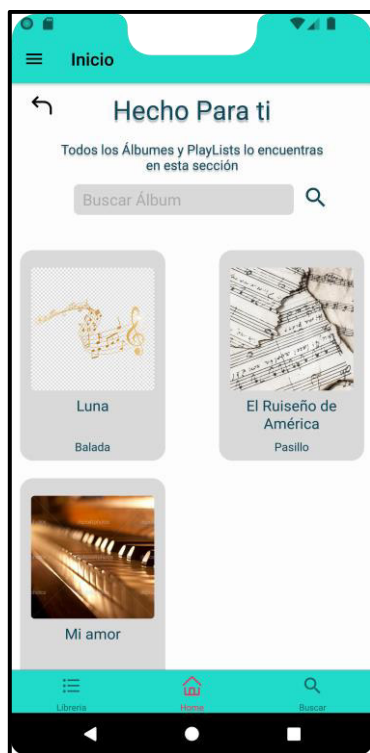 Inicio
Hecho Para ti
Todos los Álbumes y PlayLists lo encuentras
en esta sección
Buscar Álbum
Luna
Balada
El Ruiseño de
América
Pasillo
Mi amor
Libreria
Home
Buscar